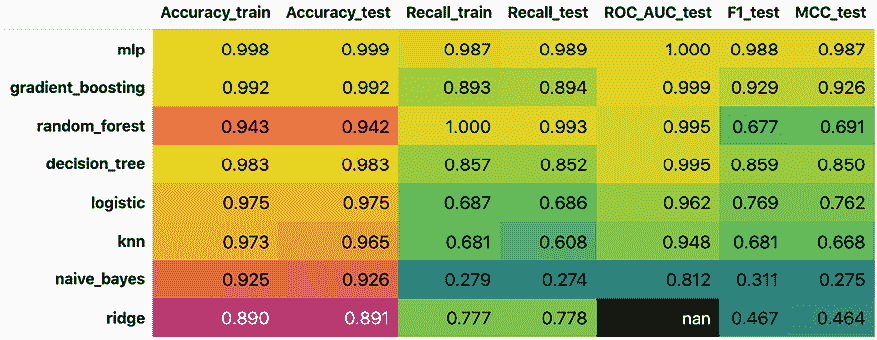 Accuracy_train Accuracy_test Recall_train Recall_test ROC_AUC_test F1_test MCC_test
mlp 0.998 0.999 0.987 0.989 1.000 0.988 0.987
gradient_boosting 0.992 0.992 0.893 0.894 0.999 0.929 0.926
random_forest 0.943 0.942 1.000 0.993 0.995 0.677 0.691
decision_tree 0.983 0.983 0.857 0.852 0.995 0.859 0.850
logistic 0.975 0.975 0.687 0.686 0.962 0.769 0.762
knn 0.973 0.965 0.681 0.608 0.948 0.681 0.668
naive_bayes 0.925 0.926 0.279 0.274 0.812 0.311 0.275
ridge 0.890 0.891 0.777 0.778 nan 0.467 0.464